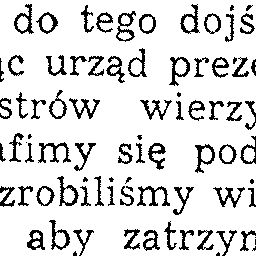 do tego dojś
ąc urząd preze
strów wierzy
afimy się pod
zrobiliśmy wi
aby zatrzym